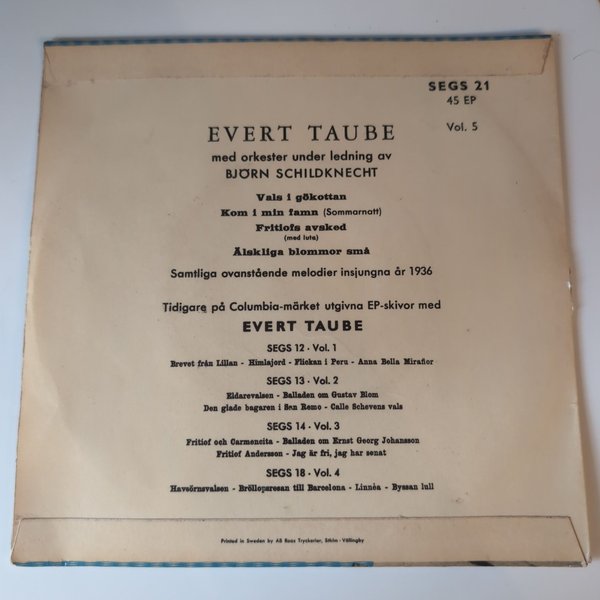 SEGS 21
45 EP
Vol. 5
EVERT TAUBE
med orkester under ledning av
BJÖRN SCHILDKNECHT
Vals i gökottan
Kom i min famn (Sommarnatt)
Fritiofs avsked
(med luta)
Älskliga blommor små
Samtliga ovanstående melodier insjungna år 1936
Tidigare på Columbia-märket utgivna EP-skivor med
EVERT TAUBE
SEGS 12 · Vol. 1
Brevet från Lillan - Himlajord - Flickan i Peru - Anna Bella Miraflor
SEGS 13 · Vol. 2
Eldarevalsen - Balladen om Gustav Blom
Den glade bagaren i San Remo - Calle Schevens vals
SEGS 14 · Vol. 3
Fritiof och Carmencita - Balladen om Ernst Georg Johansson
Fritiof Andersson - Jag är fri, jag har sonat
SEGS 18 · Vol. 4
Havsörnsvalsen - Bröllopsresan till Barcelona - Linnéa - Byssan lull
Printed in Sweden by AB Roos Tryckerier, Sthlm - Vällingby